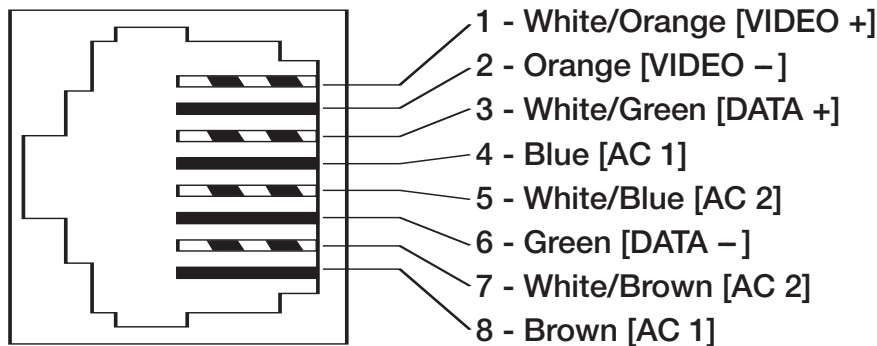 1 - White/Orange [VIDEO +]
2 - Orange [VIDEO –]
3 - White/Green [DATA +]
4 - Blue [AC 1]
5 - White/Blue [AC 2]
6 - Green [DATA –]
7 - White/Brown [AC 2]
8 - Brown [AC 1]